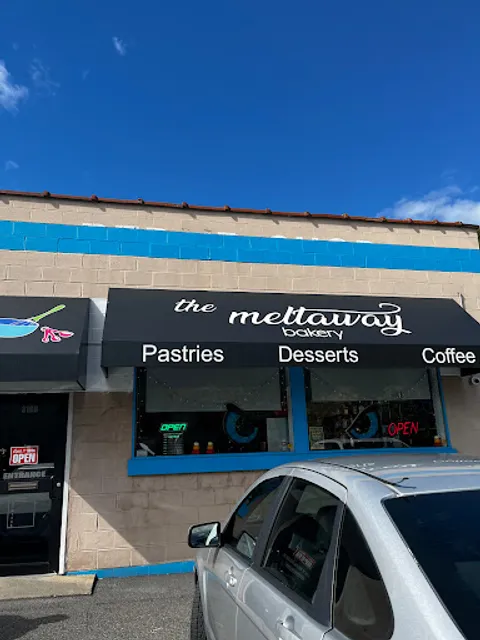 the meltaway
bakery
Pastries Desserts Coffee
OPEN
OPEN
OPEN
ENTRANCE